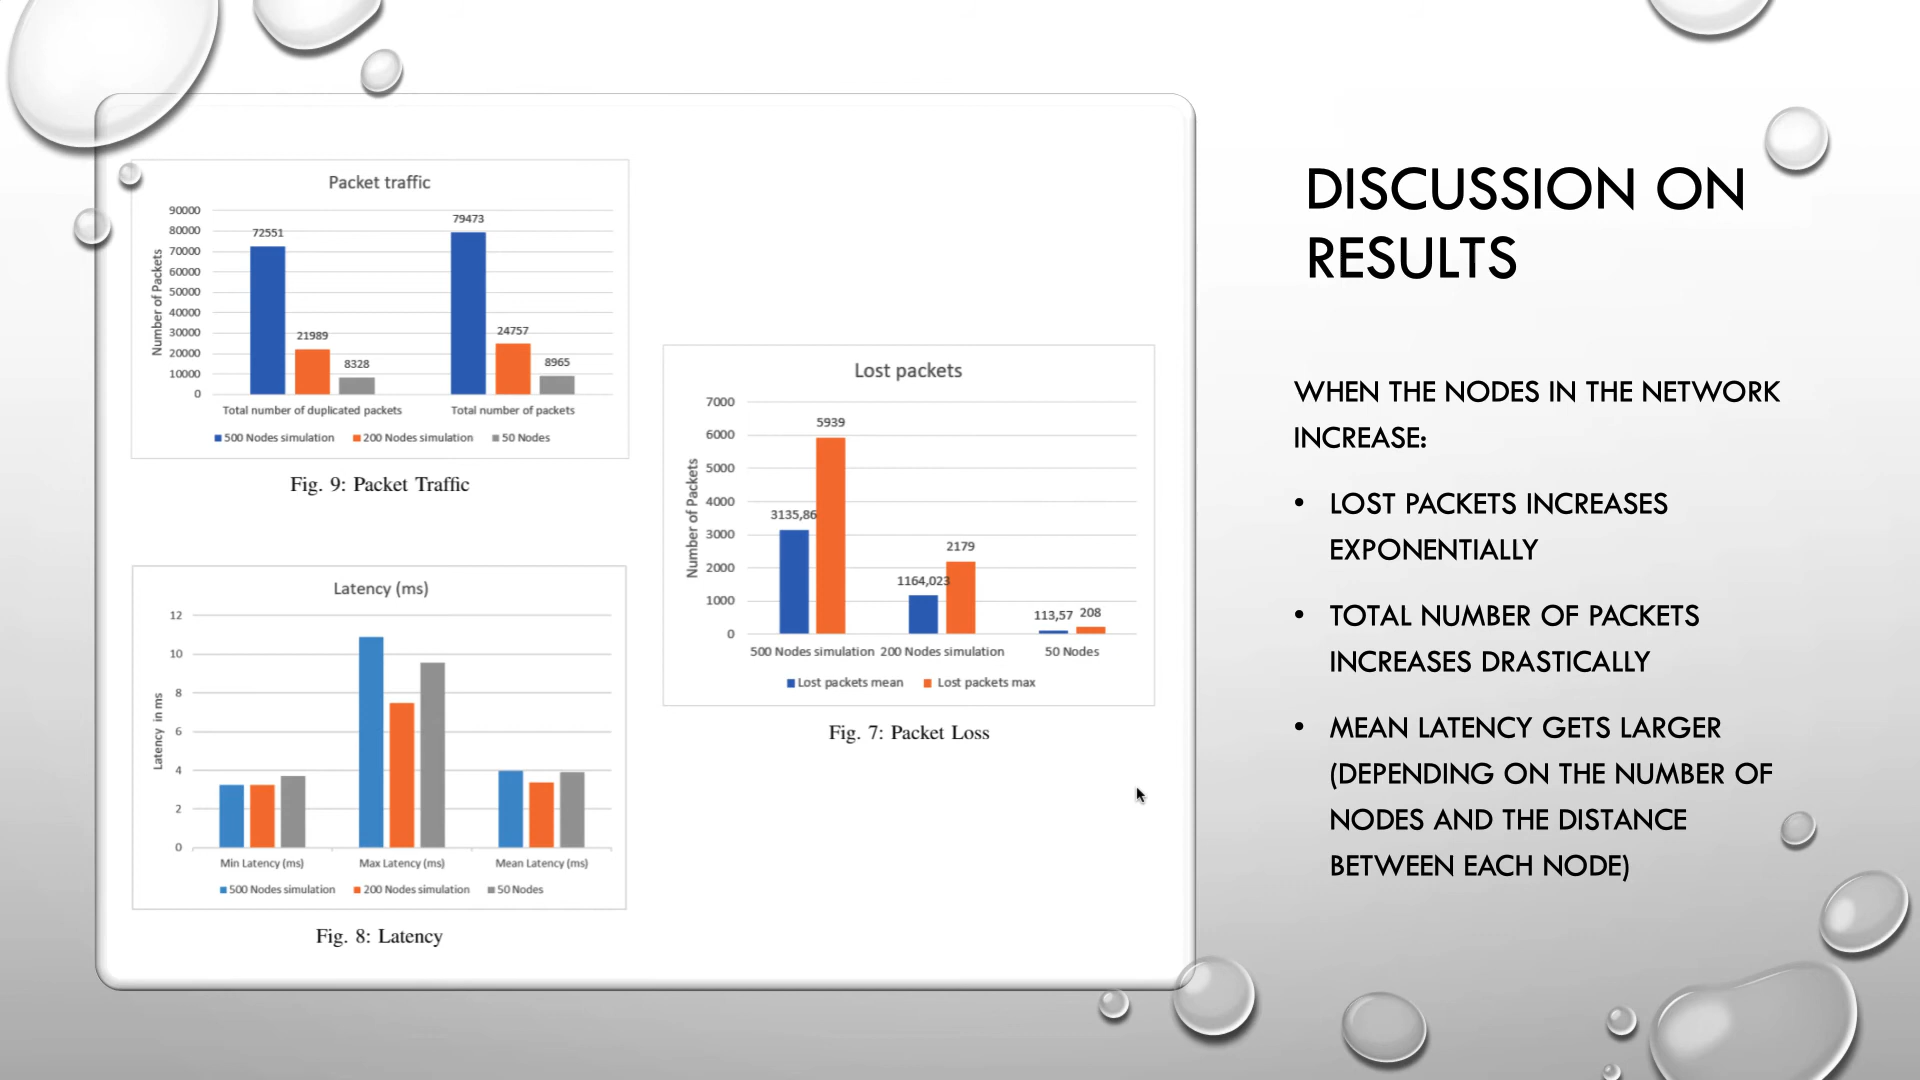 Packet traffic
Number of Packets
90000
80000
70000
60000
50000
40000
30000
20000
10000
0
72551
21989
8328
79473
24757
8965
Total number of duplicated packets
Total number of packets
500 Nodes simulation 200 Nodes simulation 50 Nodes
Fig. 9: Packet Traffic
Latency (ms)
Latency in ms
12
10
8
6
4
2
0
Min Latency (ms) Max Latency (ms) Mean Latency (ms)
500 Nodes simulation 200 Nodes simulation 50 Nodes
Fig. 8: Latency
Lost packets
Number of Packets
7000
6000
5000
4000
3000
2000
1000
0
3135,86
5939
1164,023
2179
113,57
208
500 Nodes simulation 200 Nodes simulation 50 Nodes
Lost packets mean Lost packets max
Fig. 7: Packet Loss
DISCUSSION ON
RESULTS
WHEN THE NODES IN THE NETWORK
INCREASE:
• LOST PACKETS INCREASES
EXPONENTIALLY
• TOTAL NUMBER OF PACKETS
INCREASES DRASTICALLY
• MEAN LATENCY GETS LARGER
(DEPENDING ON THE NUMBER OF
NODES AND THE DISTANCE
BETWEEN EACH NODE)